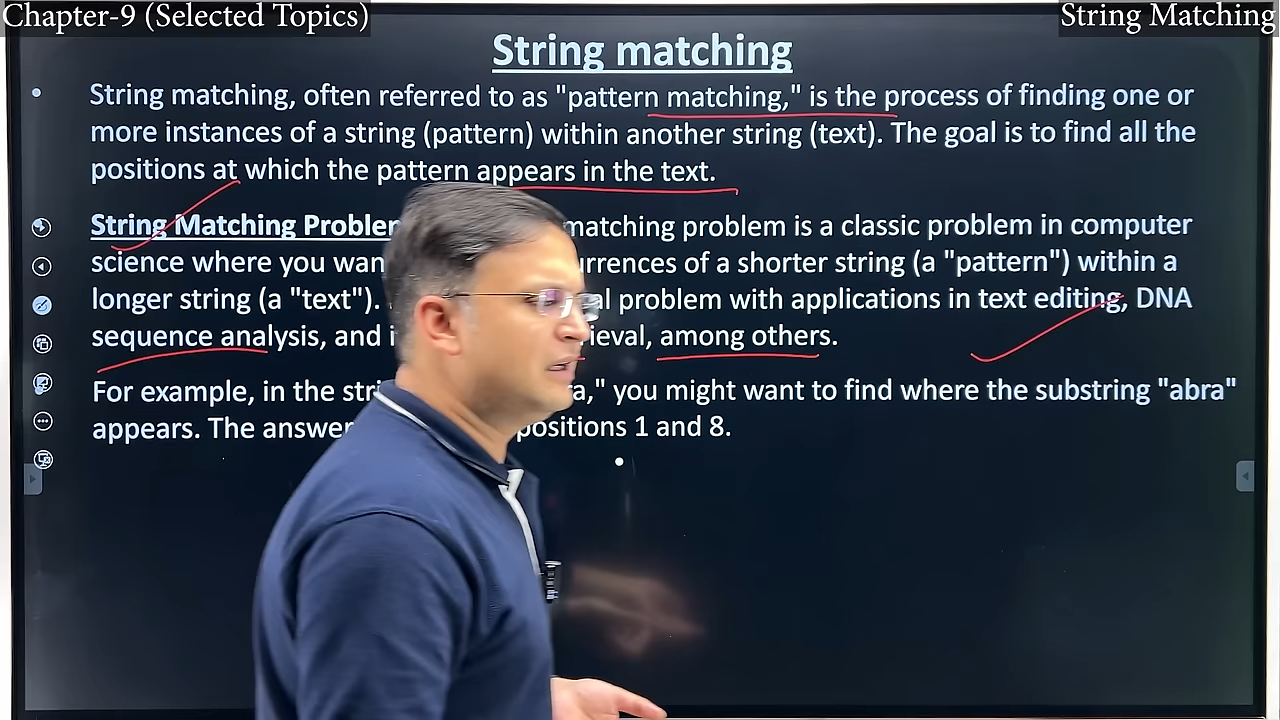 Chapter-9 (Selected Topics)
String Matching
String matching
• String matching, often referred to as "pattern matching," is the process of finding one or
more instances of a string (pattern) within another string (text). The goal is to find all the
positions at which the pattern appears in the text.
String Matching Proble matching problem is a classic problem in computer
science where you wan urrences of a shorter string (a "pattern") within a
longer string (a "text"). al problem with applications in text editing, DNA
sequence analysis, and ieval, among others.
For example, in the stri ra," you might want to find where the substring "abra"
appears. The answer positions 1 and 8.